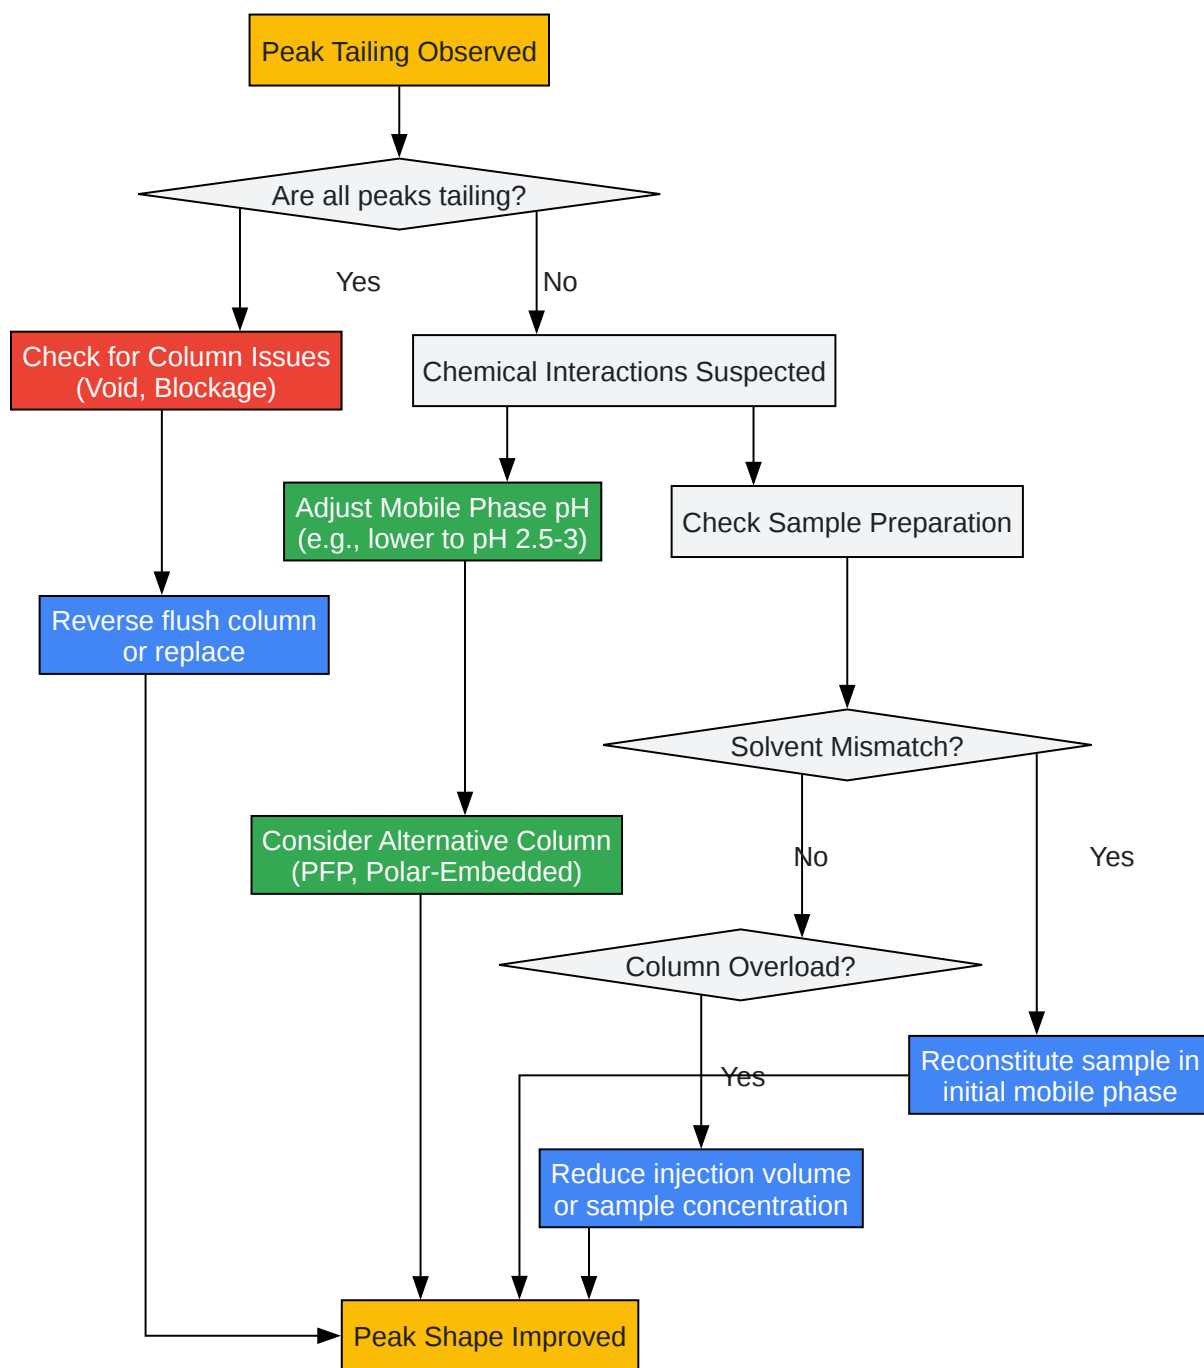 Peak Tailing Observed
Are all peaks tailing?
Yes
No
Check for Column Issues
(Void, Blockage)
Chemical Interactions Suspected
Adjust Mobile Phase pH
(e.g., lower to pH 2.5-3)
Check Sample Preparation
Reverse flush column
or replace
Solvent Mismatch?
Consider Alternative Column
(PFP, Polar-Embedded)
No
Yes
Column Overload?
Reconstitute sample in
initial mobile phase
Yes
Reduce injection volume
or sample concentration
Peak Shape Improved